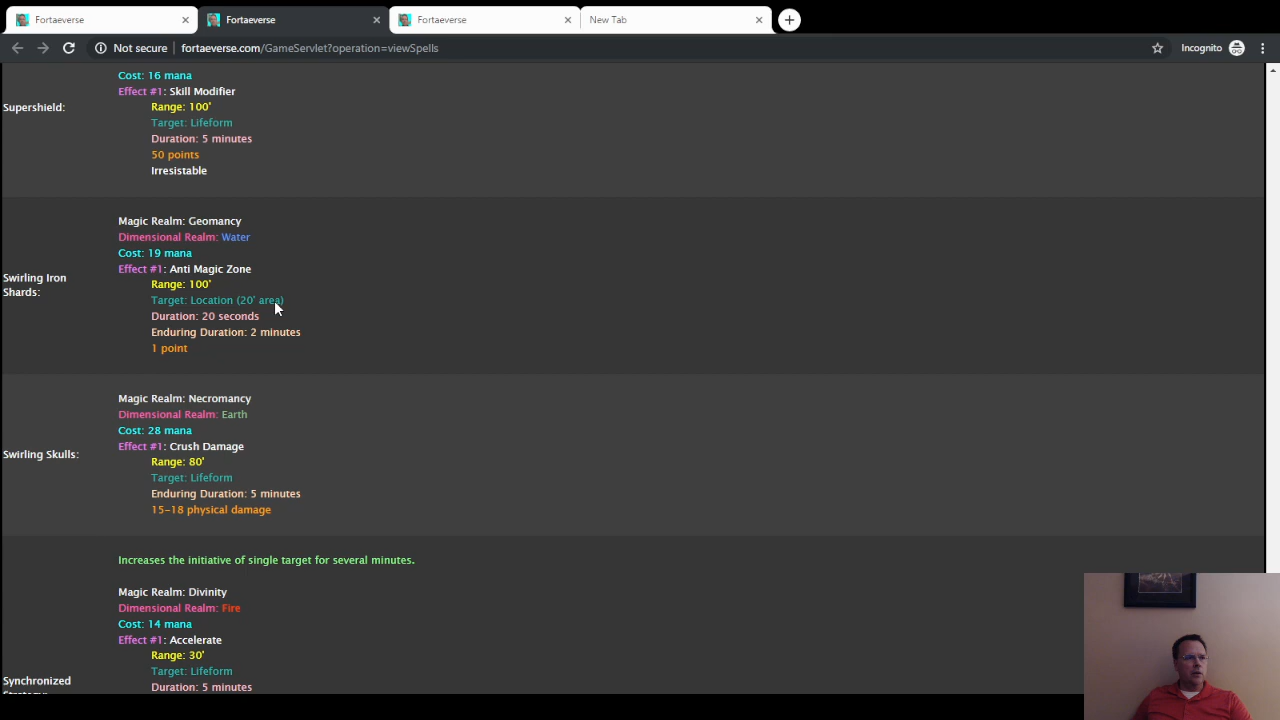 Fortaeverse
Fortaeverse
Fortaeverse
New Tab
Not secure
fortaeverse.com/GameServlet?operation=viewSpells
Incognito
Supershield:
Cost: 16 mana
Effect #1: Skill Modifier
Range: 100'
Target: Lifeform
Duration: 5 minutes
50 points
Irresistable
Swirling Iron
Shards:
Magic Realm: Geomancy
Dimensional Realm: Water
Cost: 19 mana
Effect #1: Anti Magic Zone
Range: 100'
Target: Location (20' area)
Duration: 20 seconds
Enduring Duration: 2 minutes
1 point
Swirling Skulls:
Magic Realm: Necromancy
Dimensional Realm: Earth
Cost: 28 mana
Effect #1: Crush Damage
Range: 80'
Target: Lifeform
Enduring Duration: 5 minutes
15-18 physical damage
Increases the initiative of single target for several minutes.
Magic Realm: Divinity
Dimensional Realm: Fire
Cost: 14 mana
Effect #1: Accelerate
Range: 30'
Target: Lifeform
Duration: 5 minutes
Synchronized